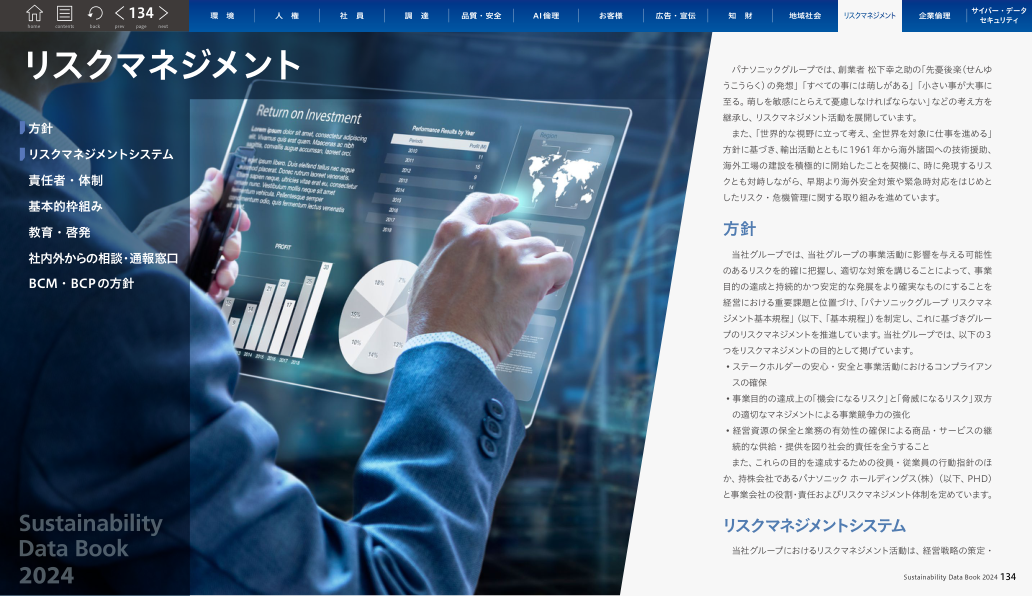 home
contents
back
prev
134
page
next
環 境
人 権
社 員
調 達
品質・安全
AI倫理
お客様
広告・宣伝
知 財
地域社会
リスクマネジメント
企業倫理
サイバー・データ
セキュリティ
リスクマネジメント
方針
リスクマネジメントシステム
責任者・体制
基本的枠組み
教育・啓発
社内外からの相談・通報窓口
BCM・BCPの方針
Return on Investment
Performance Results by Year
Periods
Profit (M)
2010
2011
2012
2013
2014
2015
2016
2017
2018
PROFIT
Sustainability
Data Book
2024
パナソニックグループでは、創業者 松下幸之助の「先憂後楽(せんゆ
うこうらく)の発想」「すべての事には萌しがある」「小さい事が大事に
至る。萌しを敏感にとらえて憂慮しなければならない」などの考え方を
継承し、リスクマネジメント活動を展開しています。
また、「世界的な視野に立って考え、全世界を対象に仕事を進める」
方針に基づき、輸出活動とともに1961年から海外諸国への技術援助、
海外工場の建設を積極的に開始したことを契機に、時に発現するリス
クとも対峙しながら、早期より海外安全対策や緊急時対応をはじめと
したリスク・危機管理に関する取り組みを進めています。
方針
当社グループでは、当社グループの事業活動に影響を与える可能性
のあるリスクを的確に把握し、適切な対策を講じることによって、事業
目的の達成と持続的かつ安定的な発展をより確実なものにすることを
経営における重要課題と位置づけ、「パナソニックグループ リスクマネ
ジメント基本規程」(以下、「基本規程」)を制定し、これに基づきグルー
プのリスクマネジメントを推進しています。当社グループでは、以下の3
つをリスクマネジメントの目的として掲げています。
・ステークホルダーの安心・安全と事業活動におけるコンプライアン
スの確保
・事業目的の達成上の「機会になるリスク」と「脅威になるリスク」双方
の適切なマネジメントによる事業競争力の強化
・経営資源の保全と業務の有効性の確保による商品・サービスの継
続的な供給・提供を図り社会的責任を全うすること
また、これらの目的を達成するための役員・従業員の行動指針のほ
か、持株会社であるパナソニック ホールディングス(株)(以下、PHD)
と事業会社の役割・責任およびリスクマネジメント体制を定めています。
リスクマネジメントシステム
当社グループにおけるリスクマネジメント活動は、経営戦略の策定・
Sustainability Data Book 2024 134